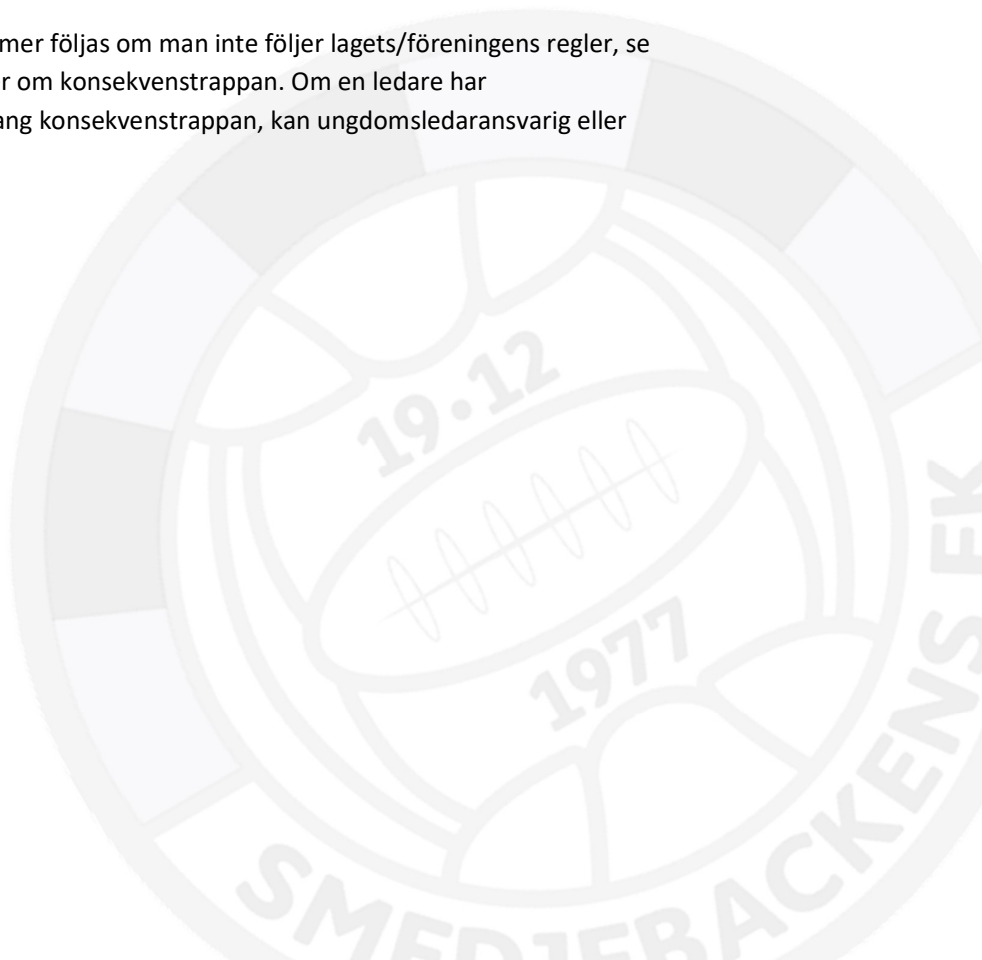 mer följas om man inte följer lagets/föreningens regler, se
r om konsekvenstrappan. Om en ledare har
ang konsekvenstrappan, kan ungdomsledaransvarig eller
19.12
1977
SMEDJEBACKENS FK